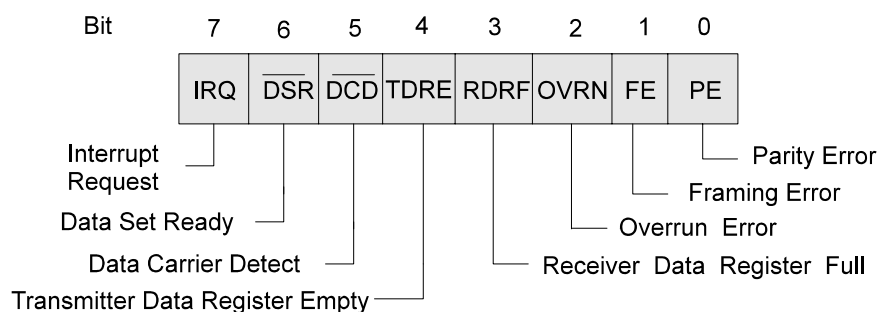 Bit 7 6 5 4 3 2 1 0
IRQ DSR DCD TDRE RDRF OVRN FE PE
Interrupt
Request
Parity Error
Framing Error
Data Set Ready
Overrun Error
Data Carrier Detect
Receiver Data Register Full
Transmitter Data Register Empty